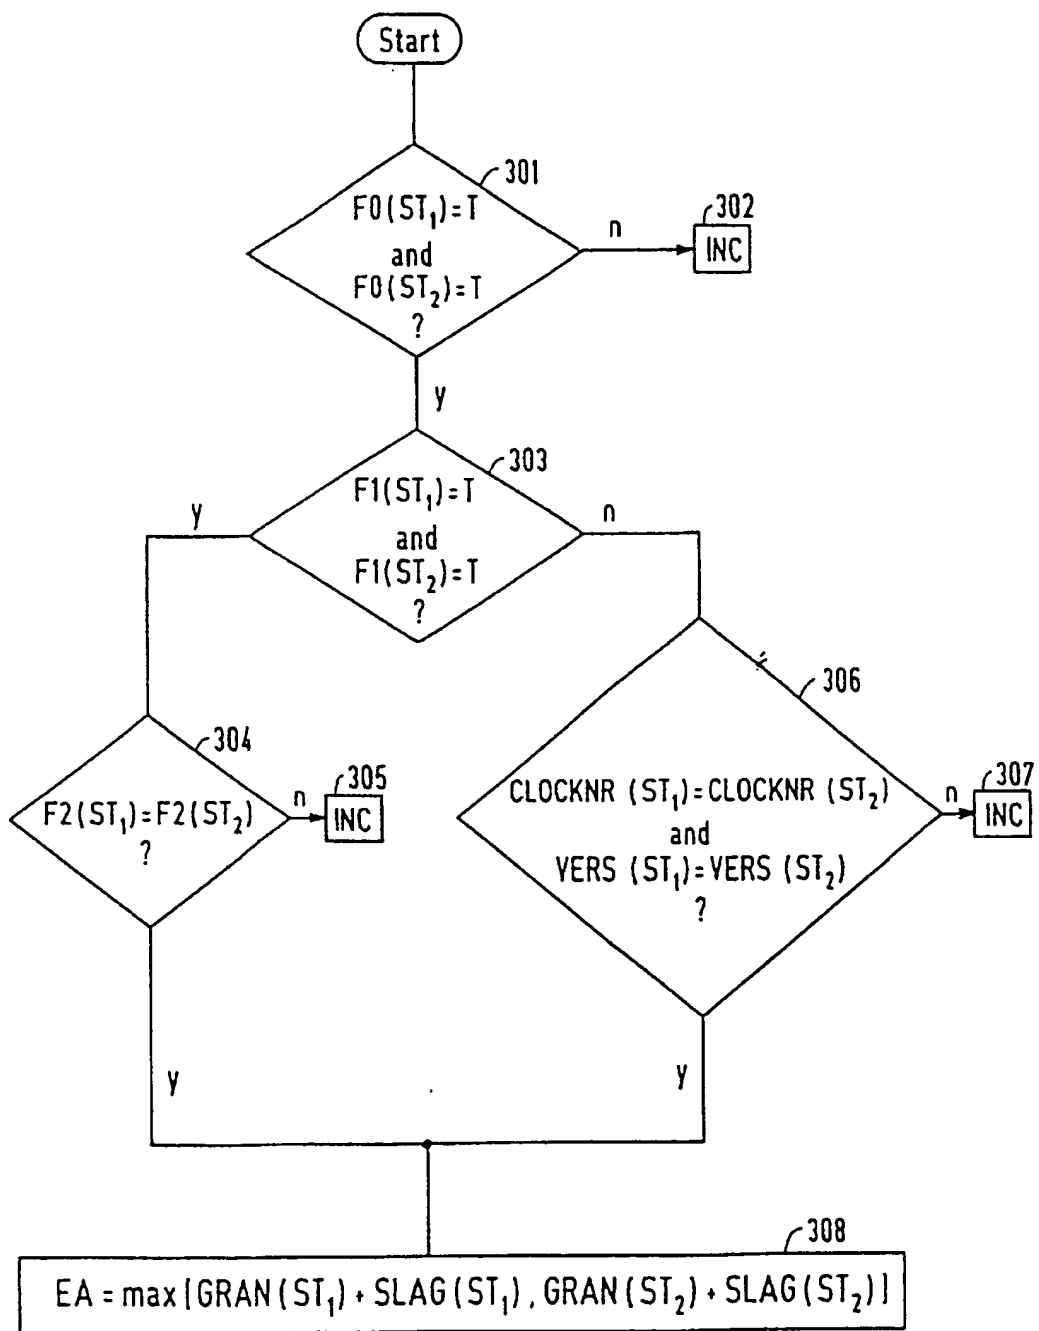 Start
301
F0(ST₁)=T
and
F0(ST₂)=T
?
n
302
INC
y
303
F1(ST₁)=T
and
F1(ST₂)=T
?
y
n
304
F2(ST₁)=F2(ST₂)
?
n
305
INC
306
CLOCKNR (ST₁)=CLOCKNR (ST₂)
and
VERS (ST₁)=VERS (ST₂)
?
n
307
INC
y
y
308
EA = max[GRAN(ST₁) + SLAG(ST₁), GRAN(ST₂) + SLAG(ST₂)]